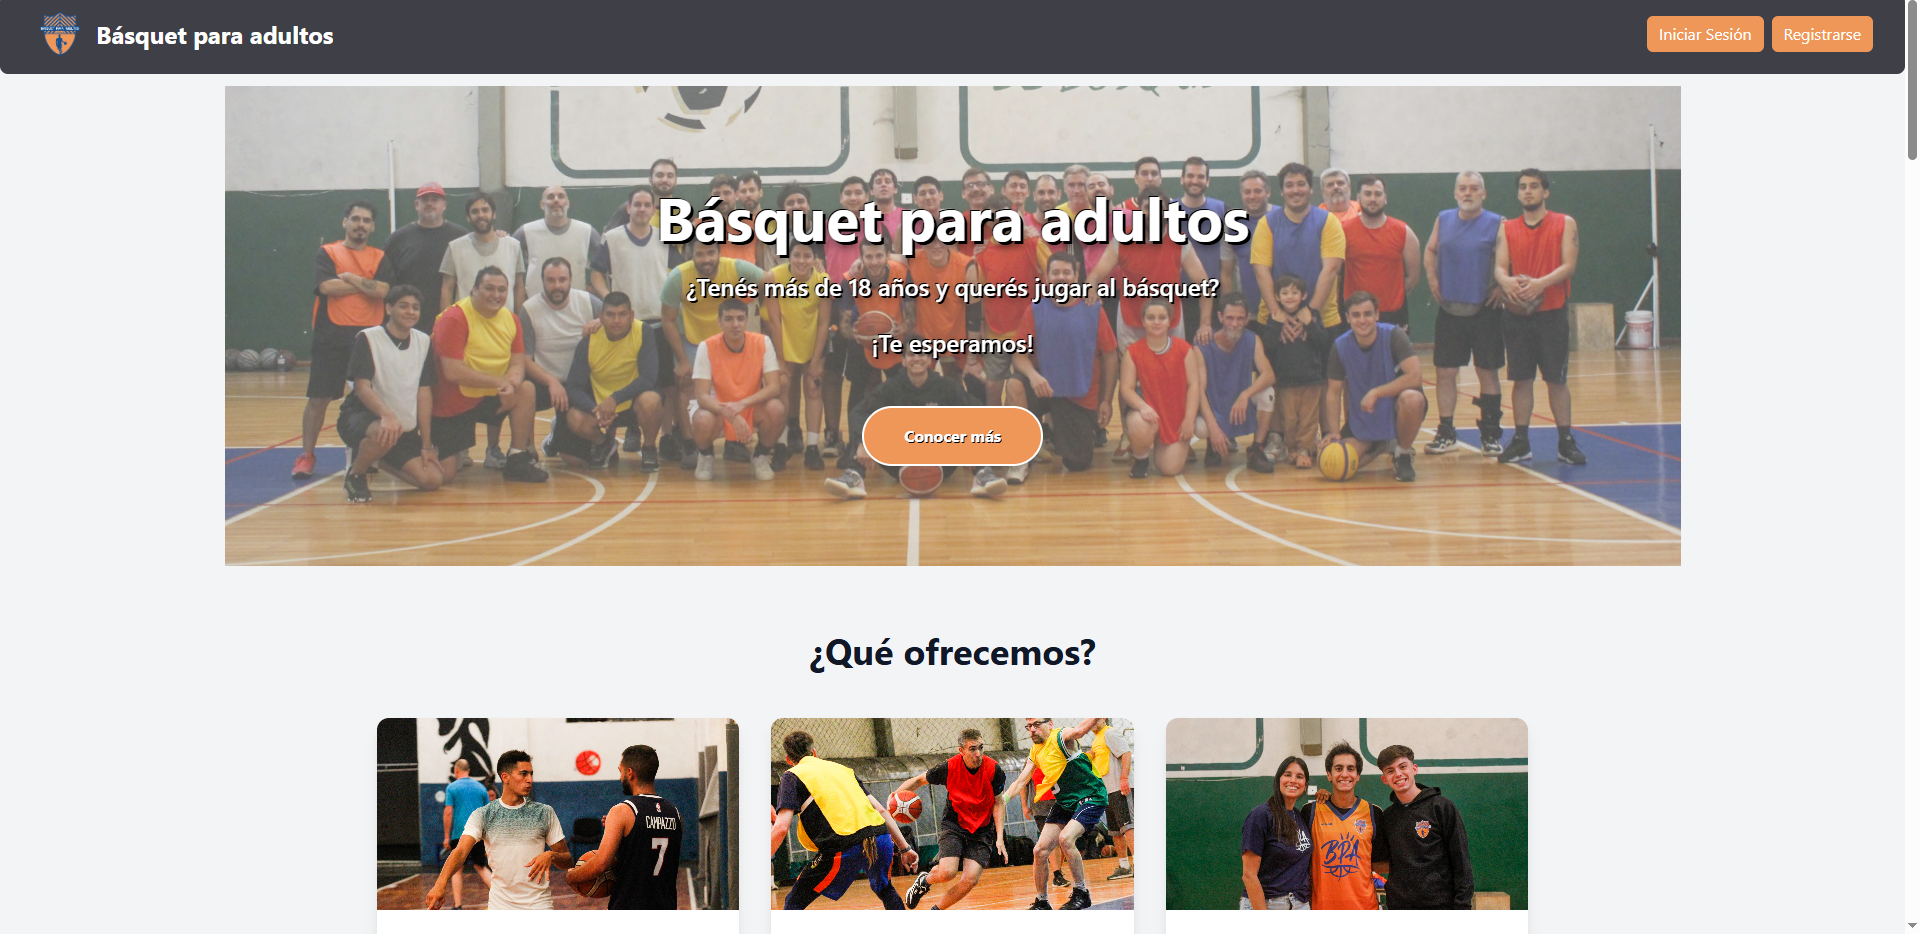 Básquet para adultos
Iniciar Sesión
Registrarse
Básquet para adultos
¿Tenés más de 18 años y querés jugar al básquet?
¡Te esperamos!
Conocer más
¿Qué ofrecemos?
CAMPAZZO
7
BPA